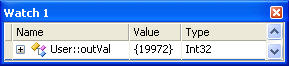 Watch 1
Name Value Type
User::outVal {19972} Int32